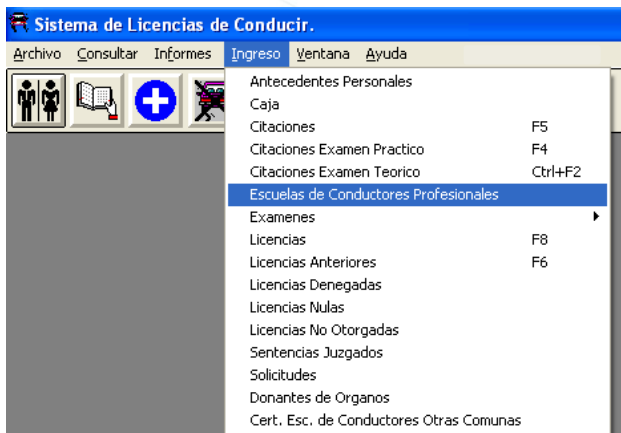 Sistema de Licencias de Conducir.
Archivo Consultar Informes Ingreso Ventana Ayuda
Antecedentes Personales
Caja
Citaciones F5
Citaciones Examen Practico F4
Citaciones Examen Teorico Ctrl+F2
Escuelas de Conductores Profesionales
Examenes
Licencias F8
Licencias Anteriores F6
Licencias Denegadas
Licencias Nulas
Licencias No Otorgadas
Sentencias Juzgados
Solicitudes
Donantes de Organos
Cert. Esc. de Conductores Otras Comunas